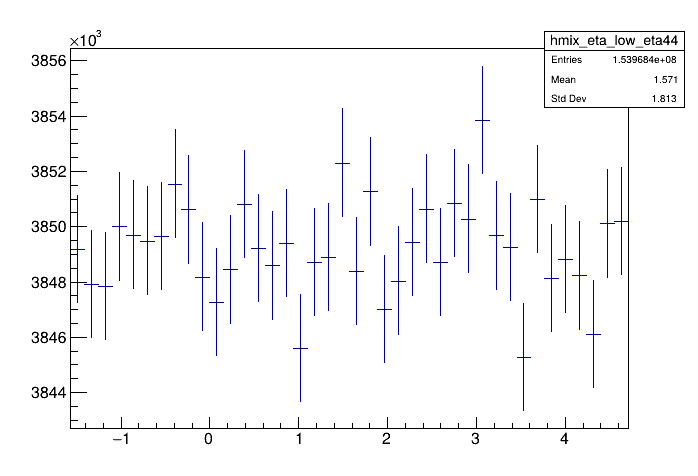 ×10³
hmix_eta_low_eta44
Entries 1.539684e+08
Mean 1.571
Std Dev 1.813
3856
3854
3852
3850
3848
3846
3844
−1 0 1 2 3 4